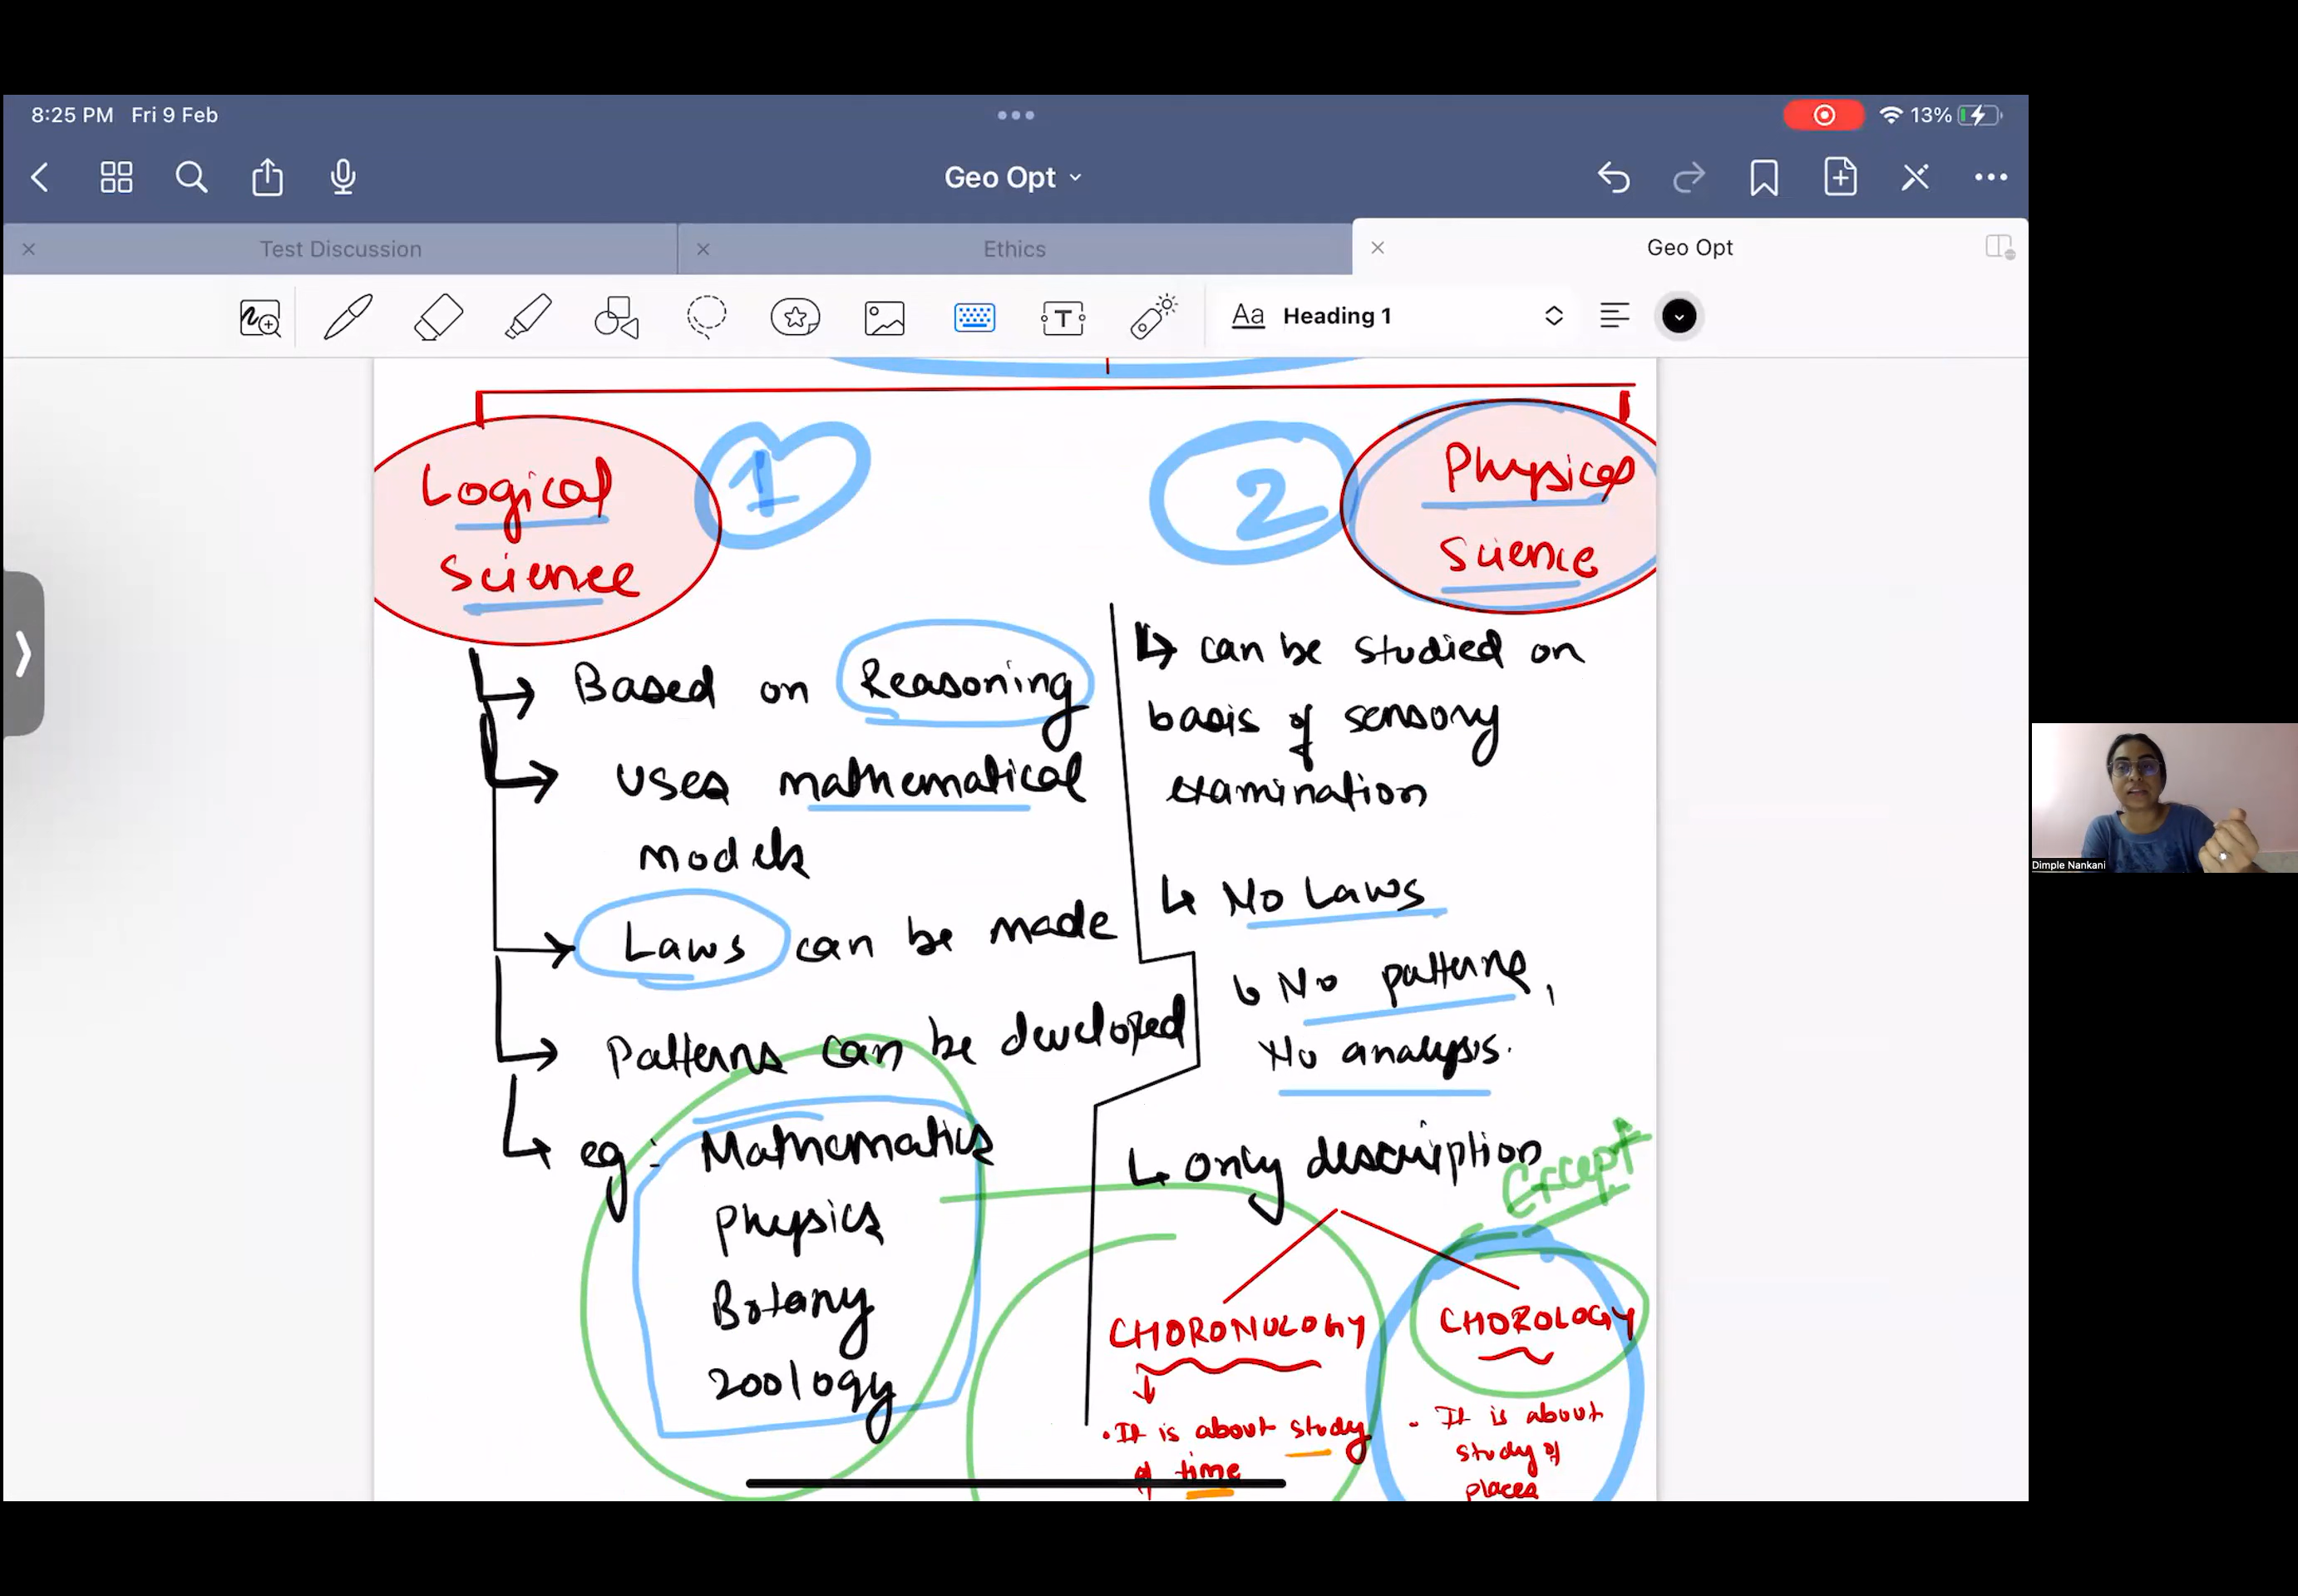 8:25 PM Fri 9 Feb
13%
Geo Opt
Test Discussion
Ethics
Geo Opt
Aa Heading 1
Logical
Science
1
2
Physical
Science
Based on Reasoning
uses mathematical
models
Laws can be made
Patterns can be developed
eg: Mathematics
Physics
Botany
Zoology
can be studied on
basis of sensory
examination
No Laws
No patterns,
No analysis.
only description
Except
CHORONOLOGY
CHOROLOGY
. It is about study
of time
. It is about
study of
places
Dimple Nankani